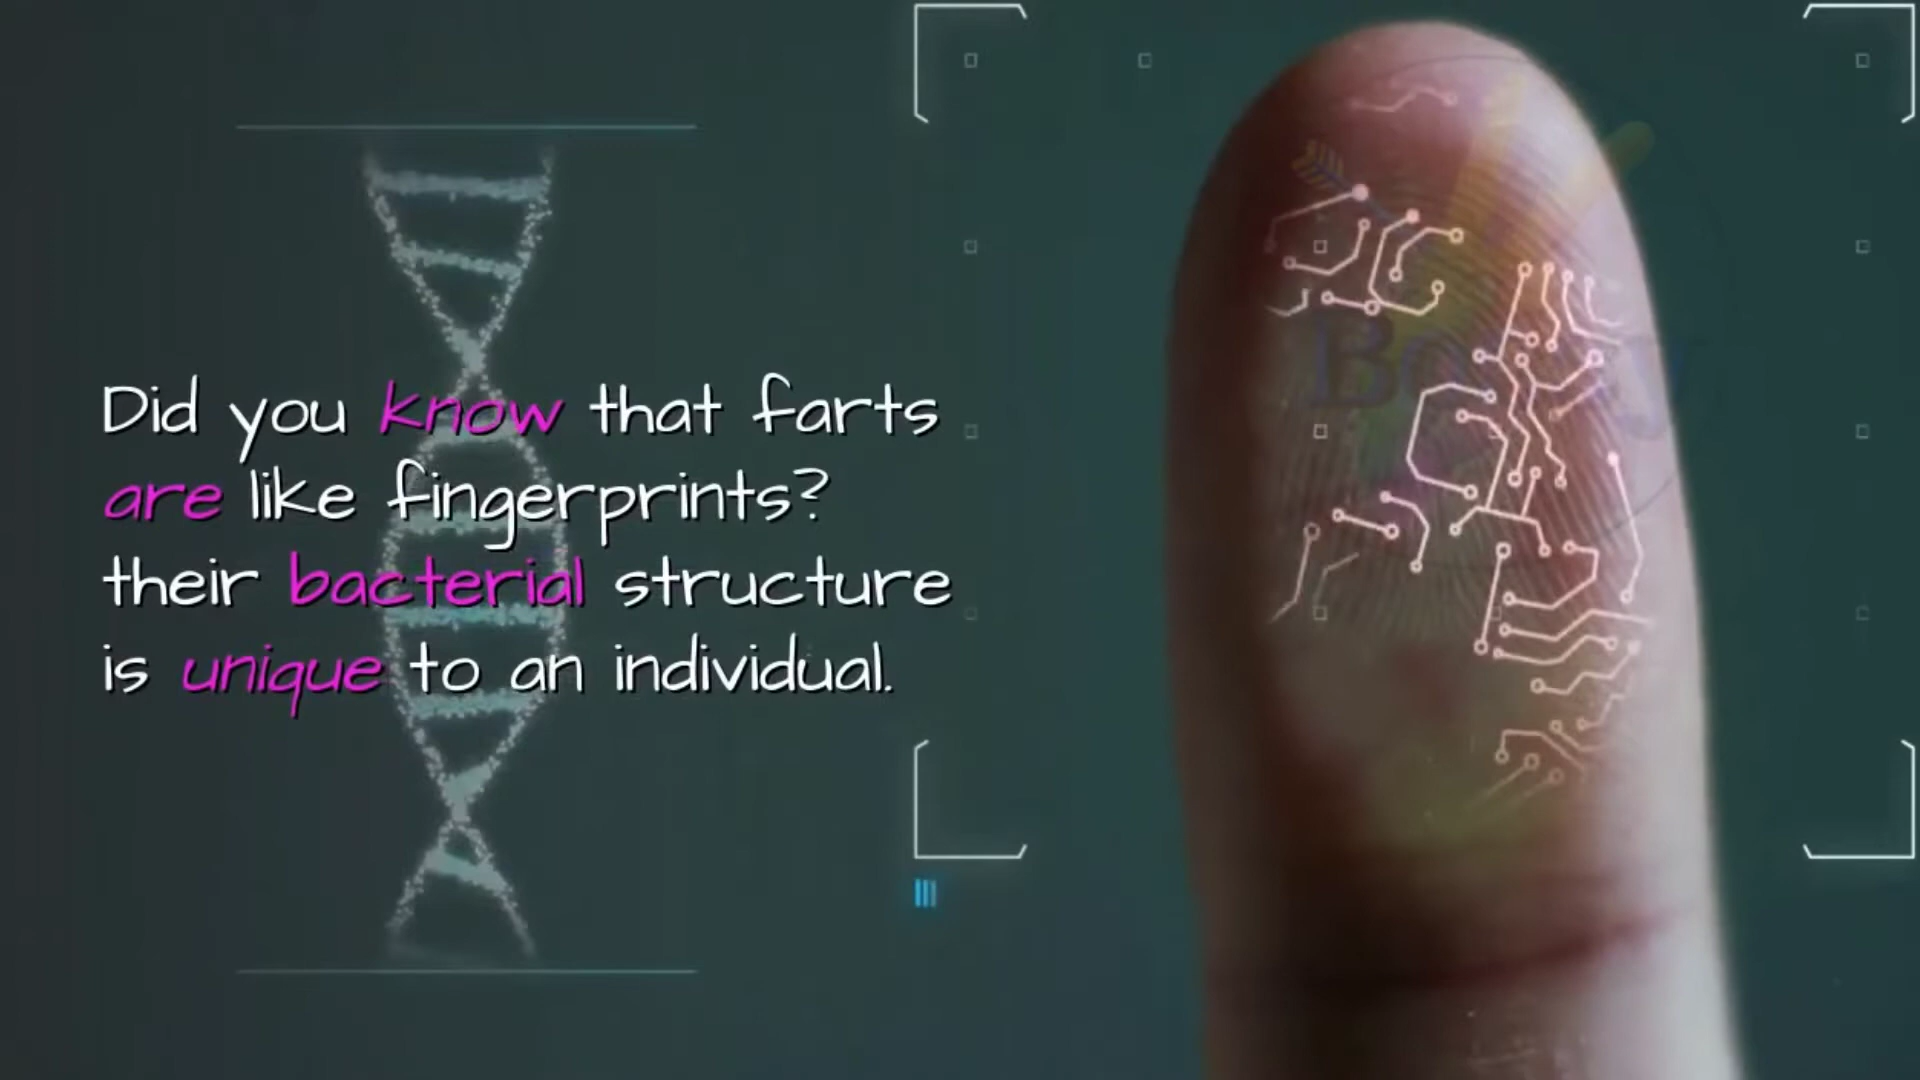 Did you know that farts
are like fingerprints?
their bacterial structure
is unique to an individual.